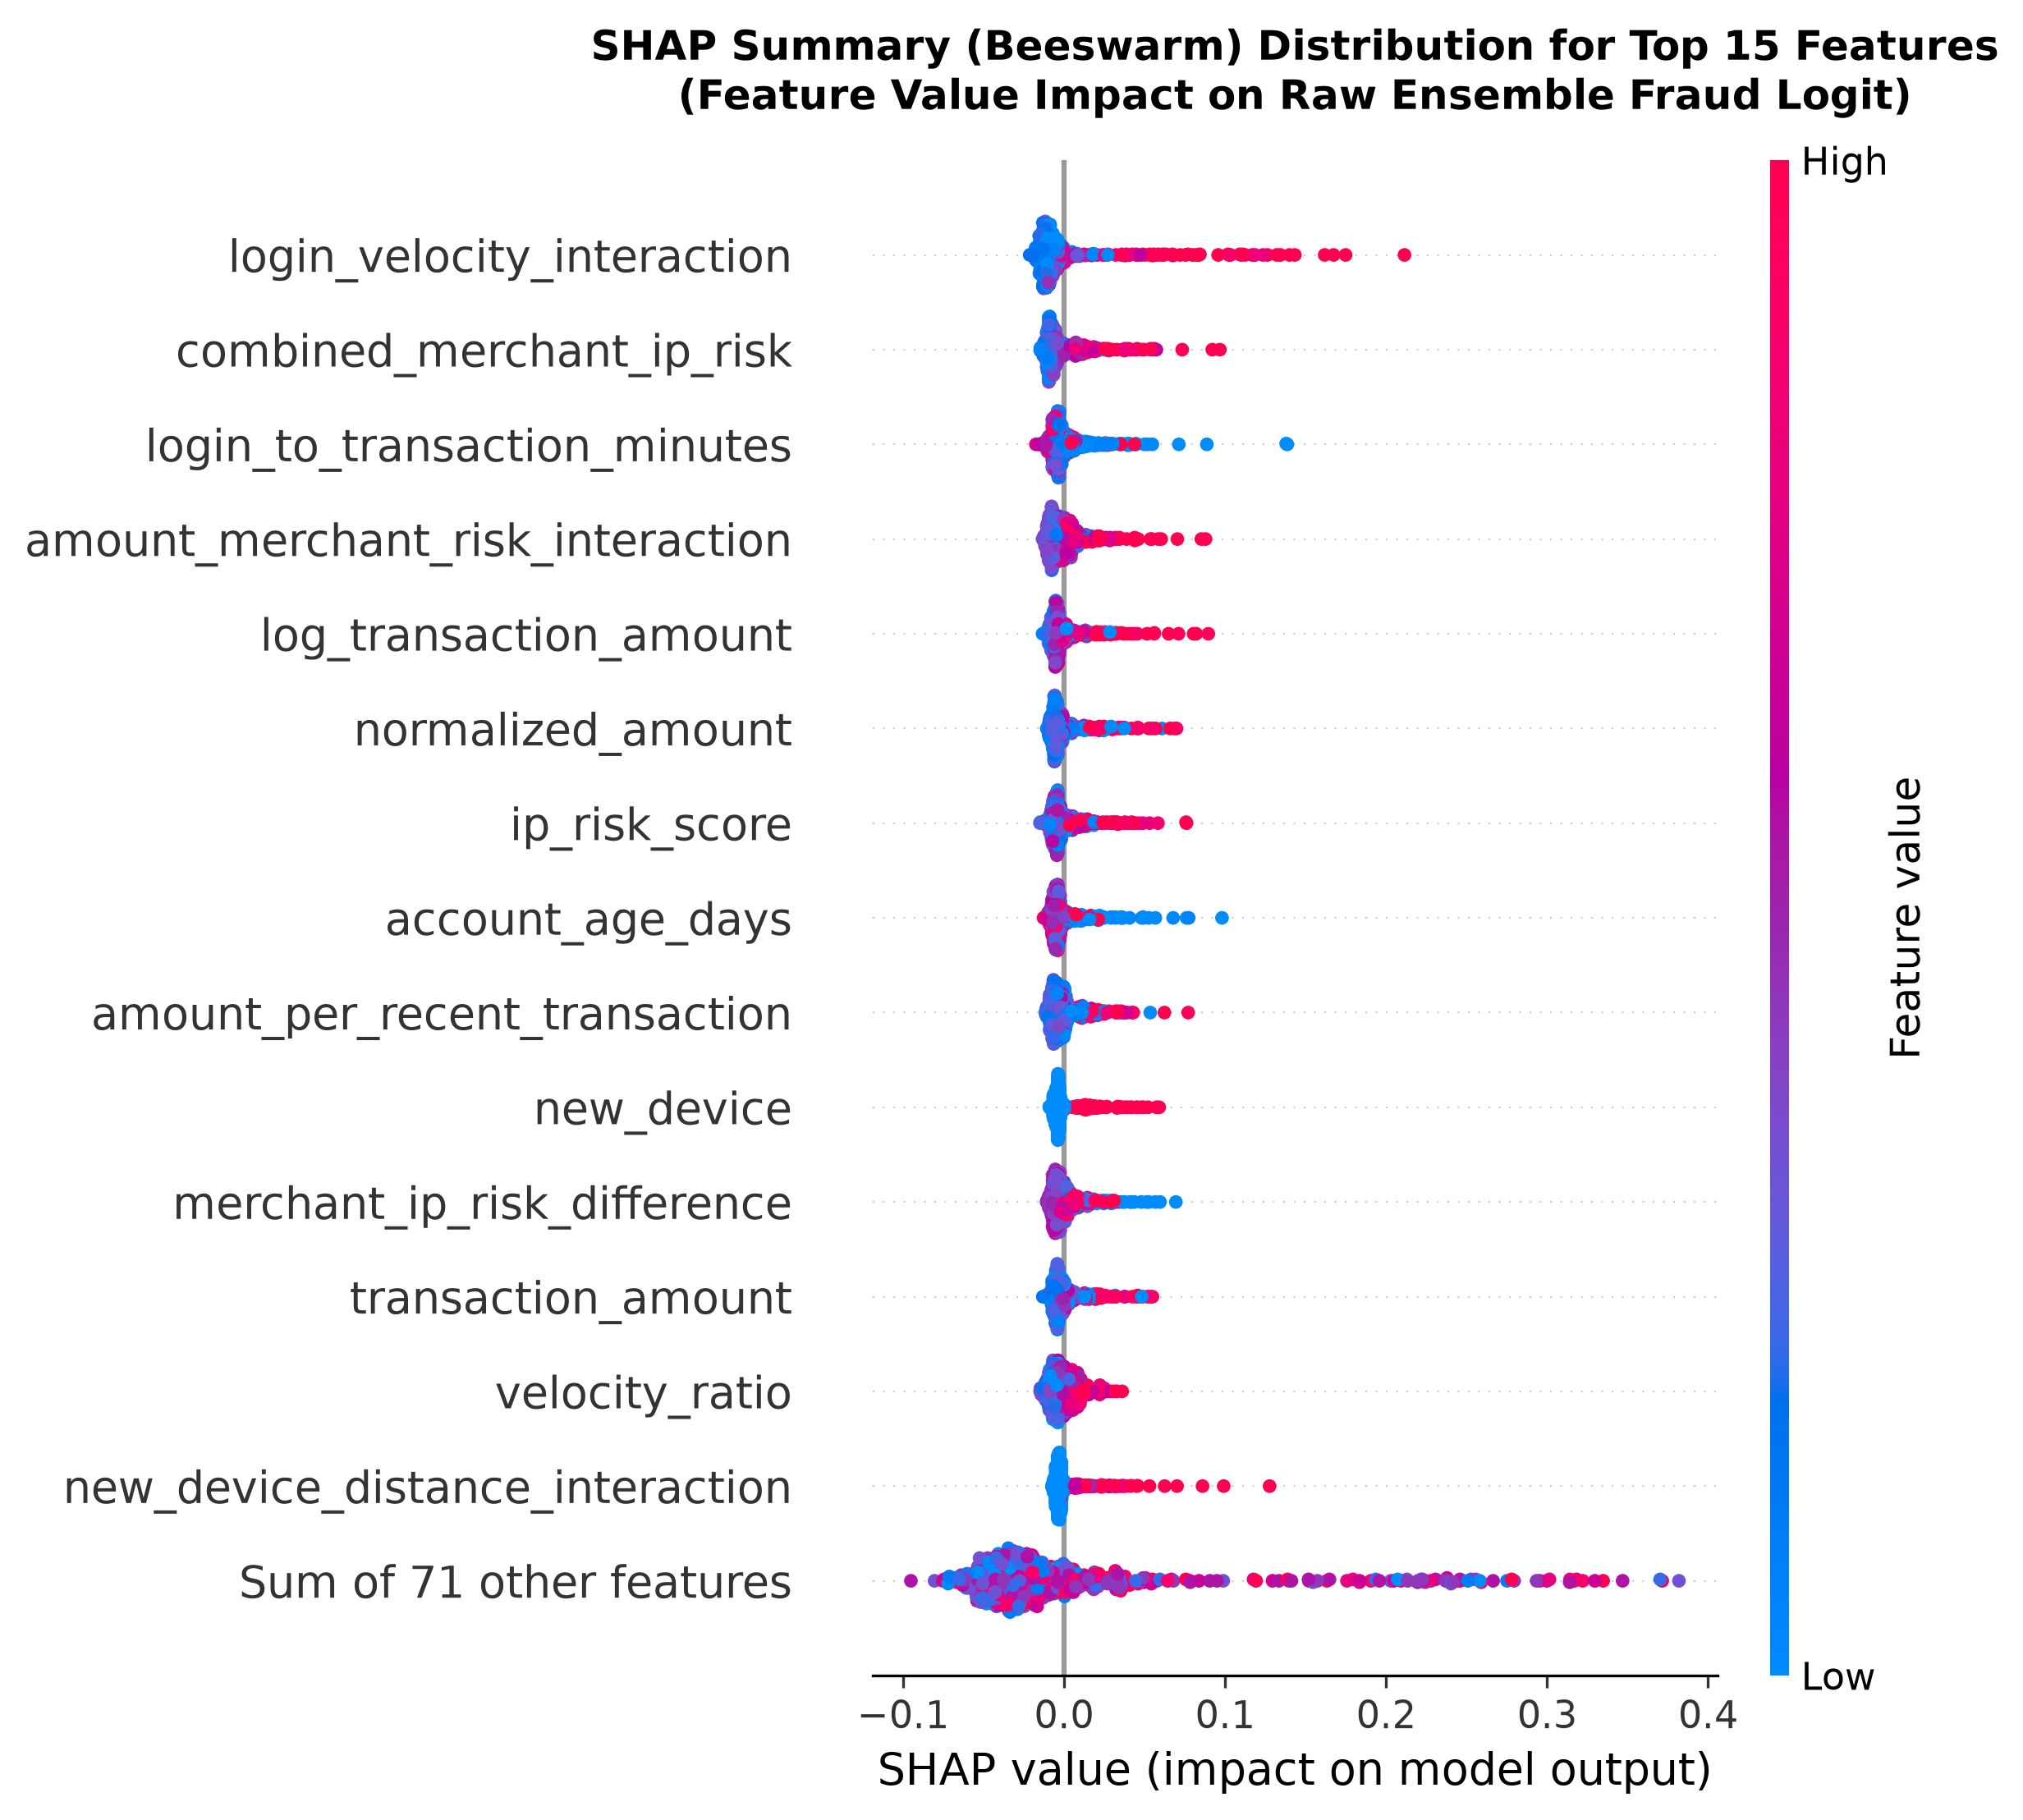 SHAP Summary (Beeswarm) Distribution for Top 15 Features
(Feature Value Impact on Raw Ensemble Fraud Logit)
High
login_velocity_interaction
combined_merchant_ip_risk
login_to_transaction_minutes
amount_merchant_risk_interaction
log_transaction_amount
normalized_amount
ip_risk_score
account_age_days
amount_per_recent_transaction
new_device
merchant_ip_risk_difference
transaction_amount
velocity_ratio
new_device_distance_interaction
Sum of 71 other features
Feature value
Low
−0.1 0.0 0.1 0.2 0.3 0.4
SHAP value (impact on model output)